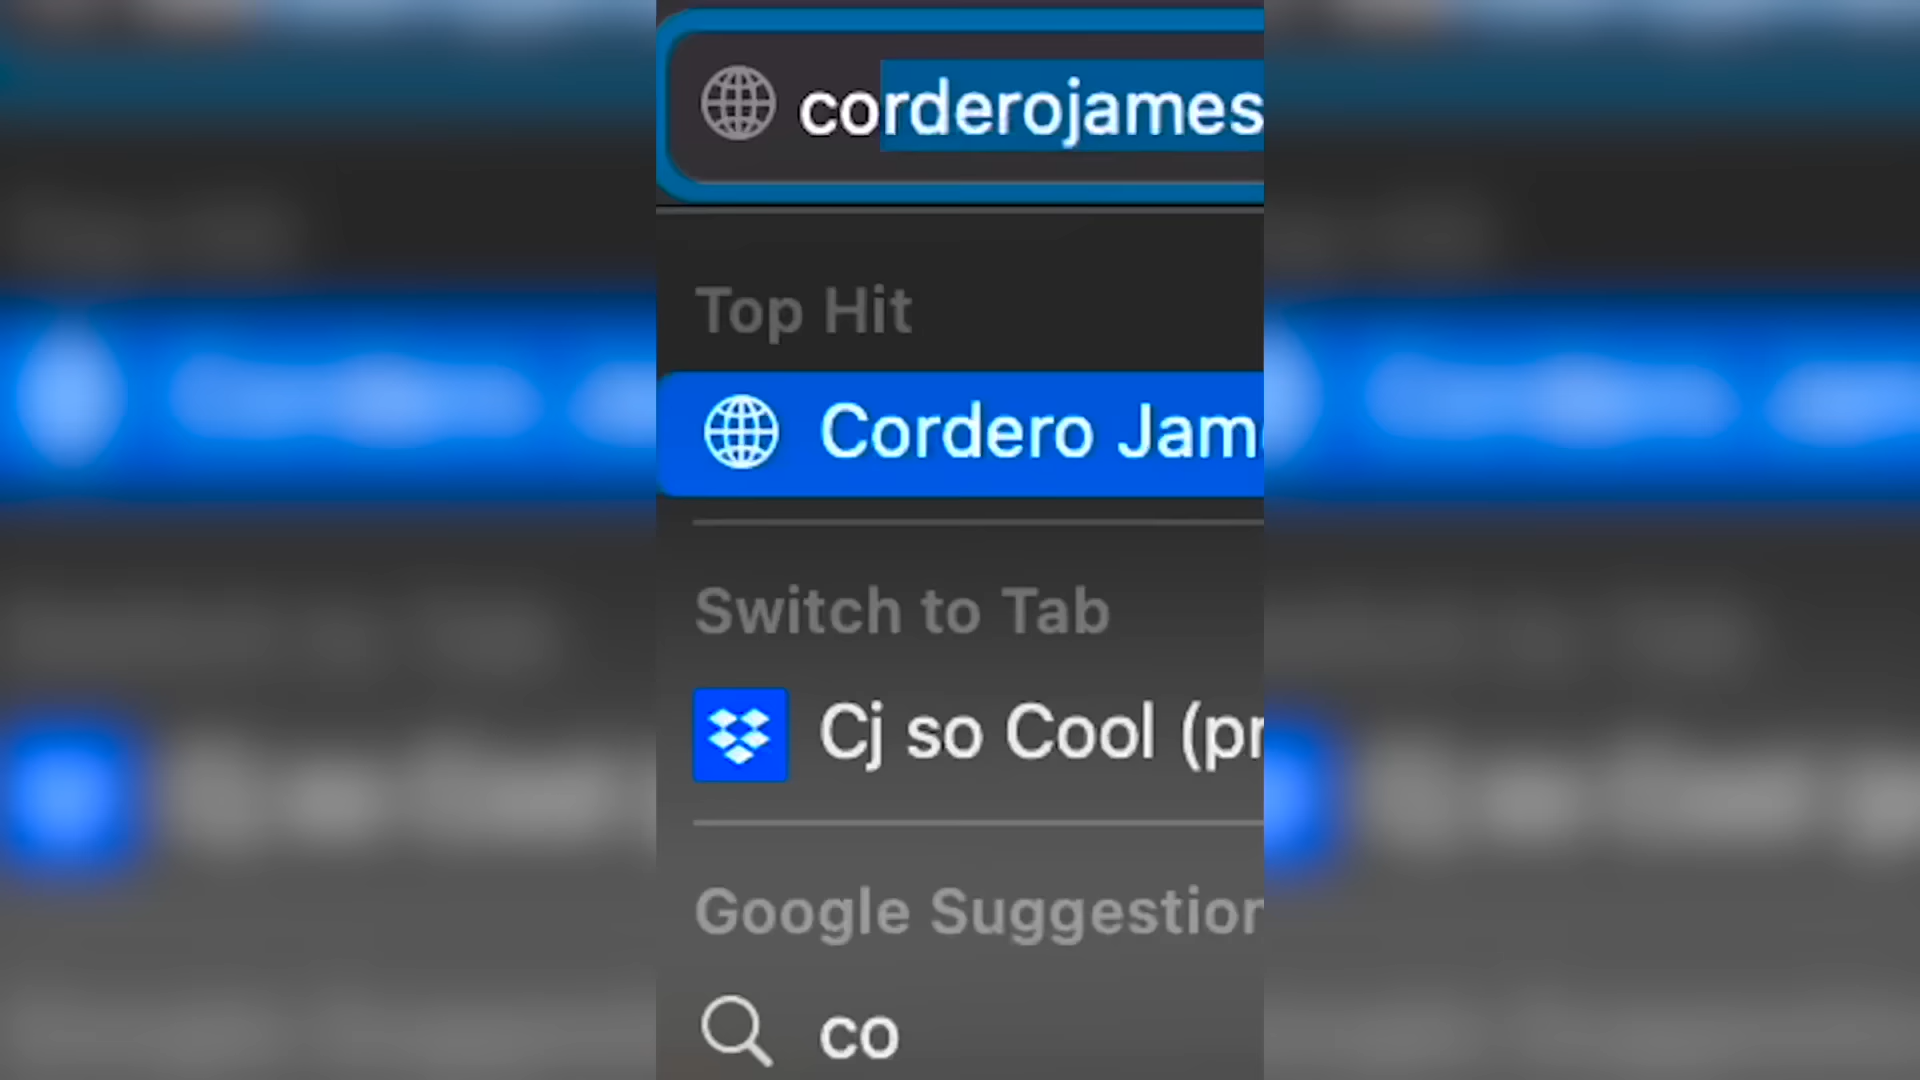 corderojames
Top Hit
Cordero Jam
Switch to Tab
Cj so Cool (pr
Google Suggestion
co